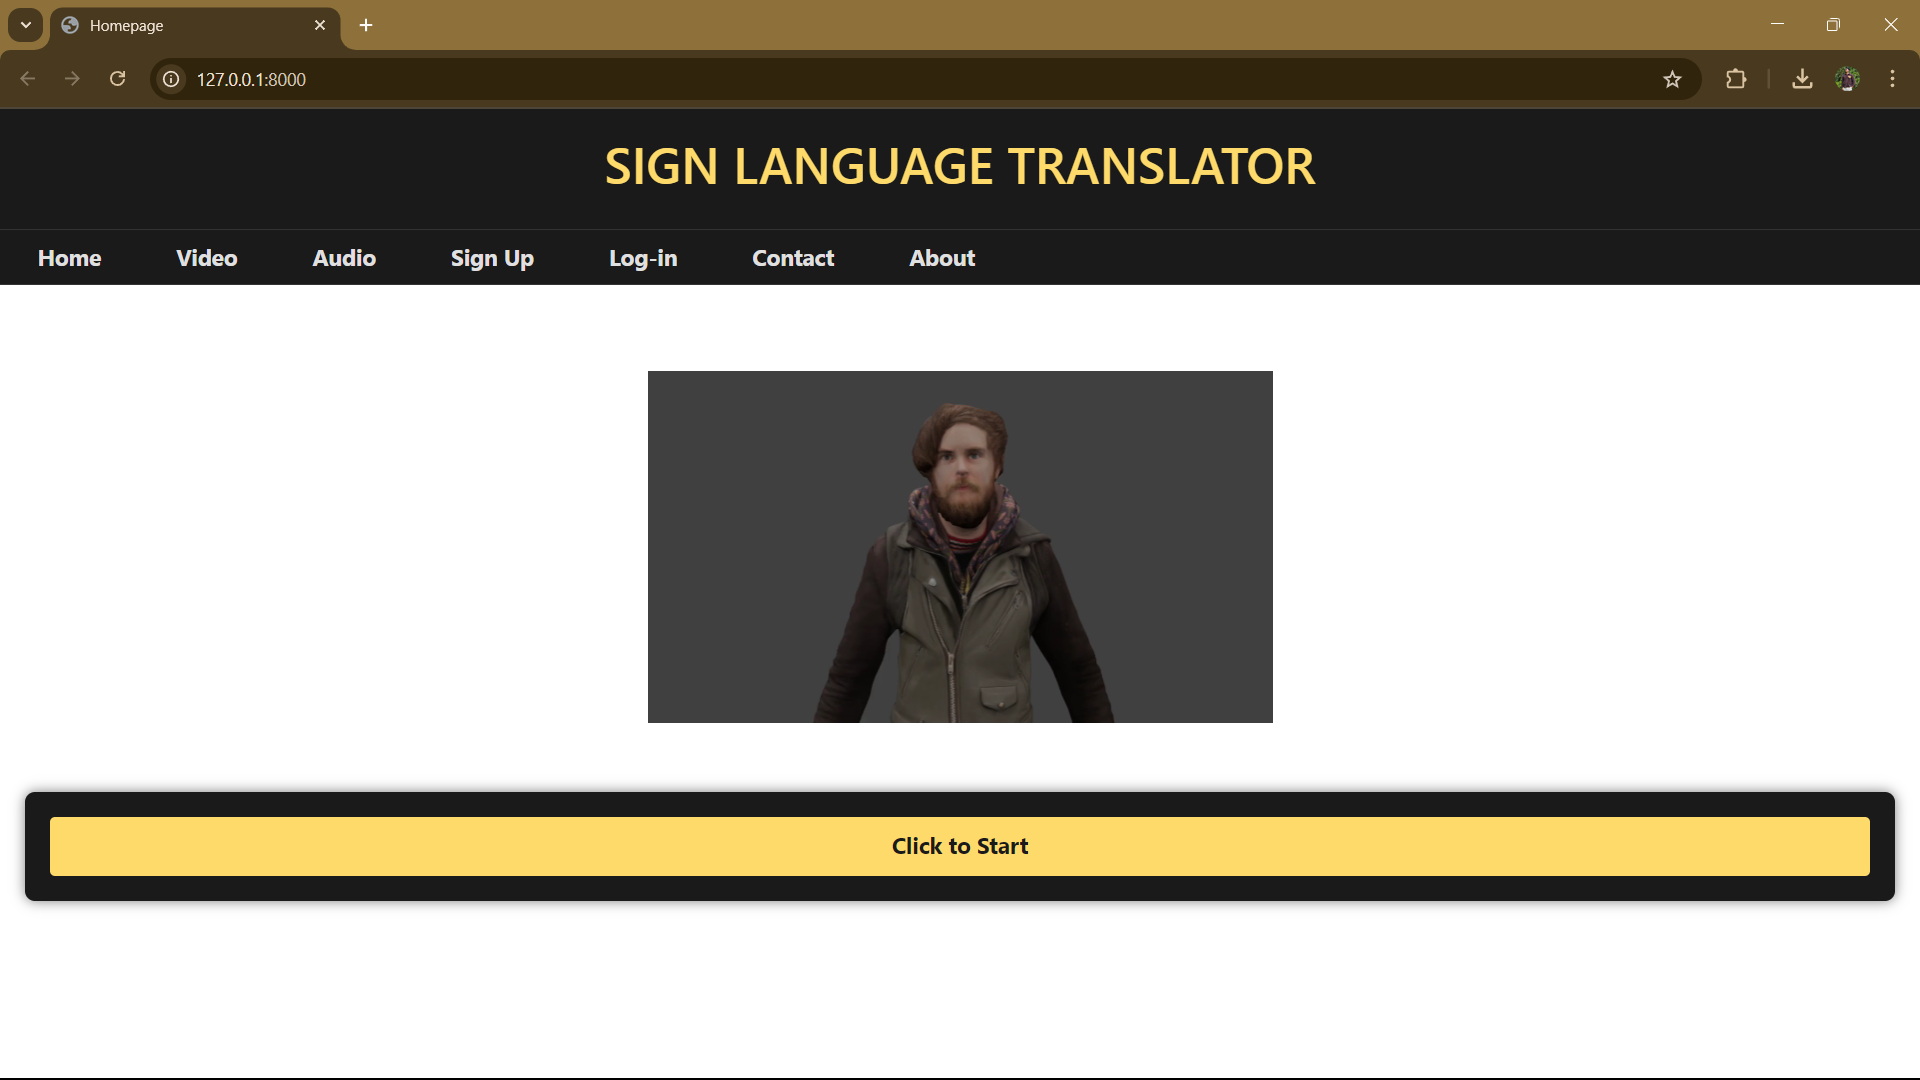 Homepage
127.0.0.1:8000
SIGN LANGUAGE TRANSLATOR
Home Video Audio Sign Up Log-in Contact About
Click to Start